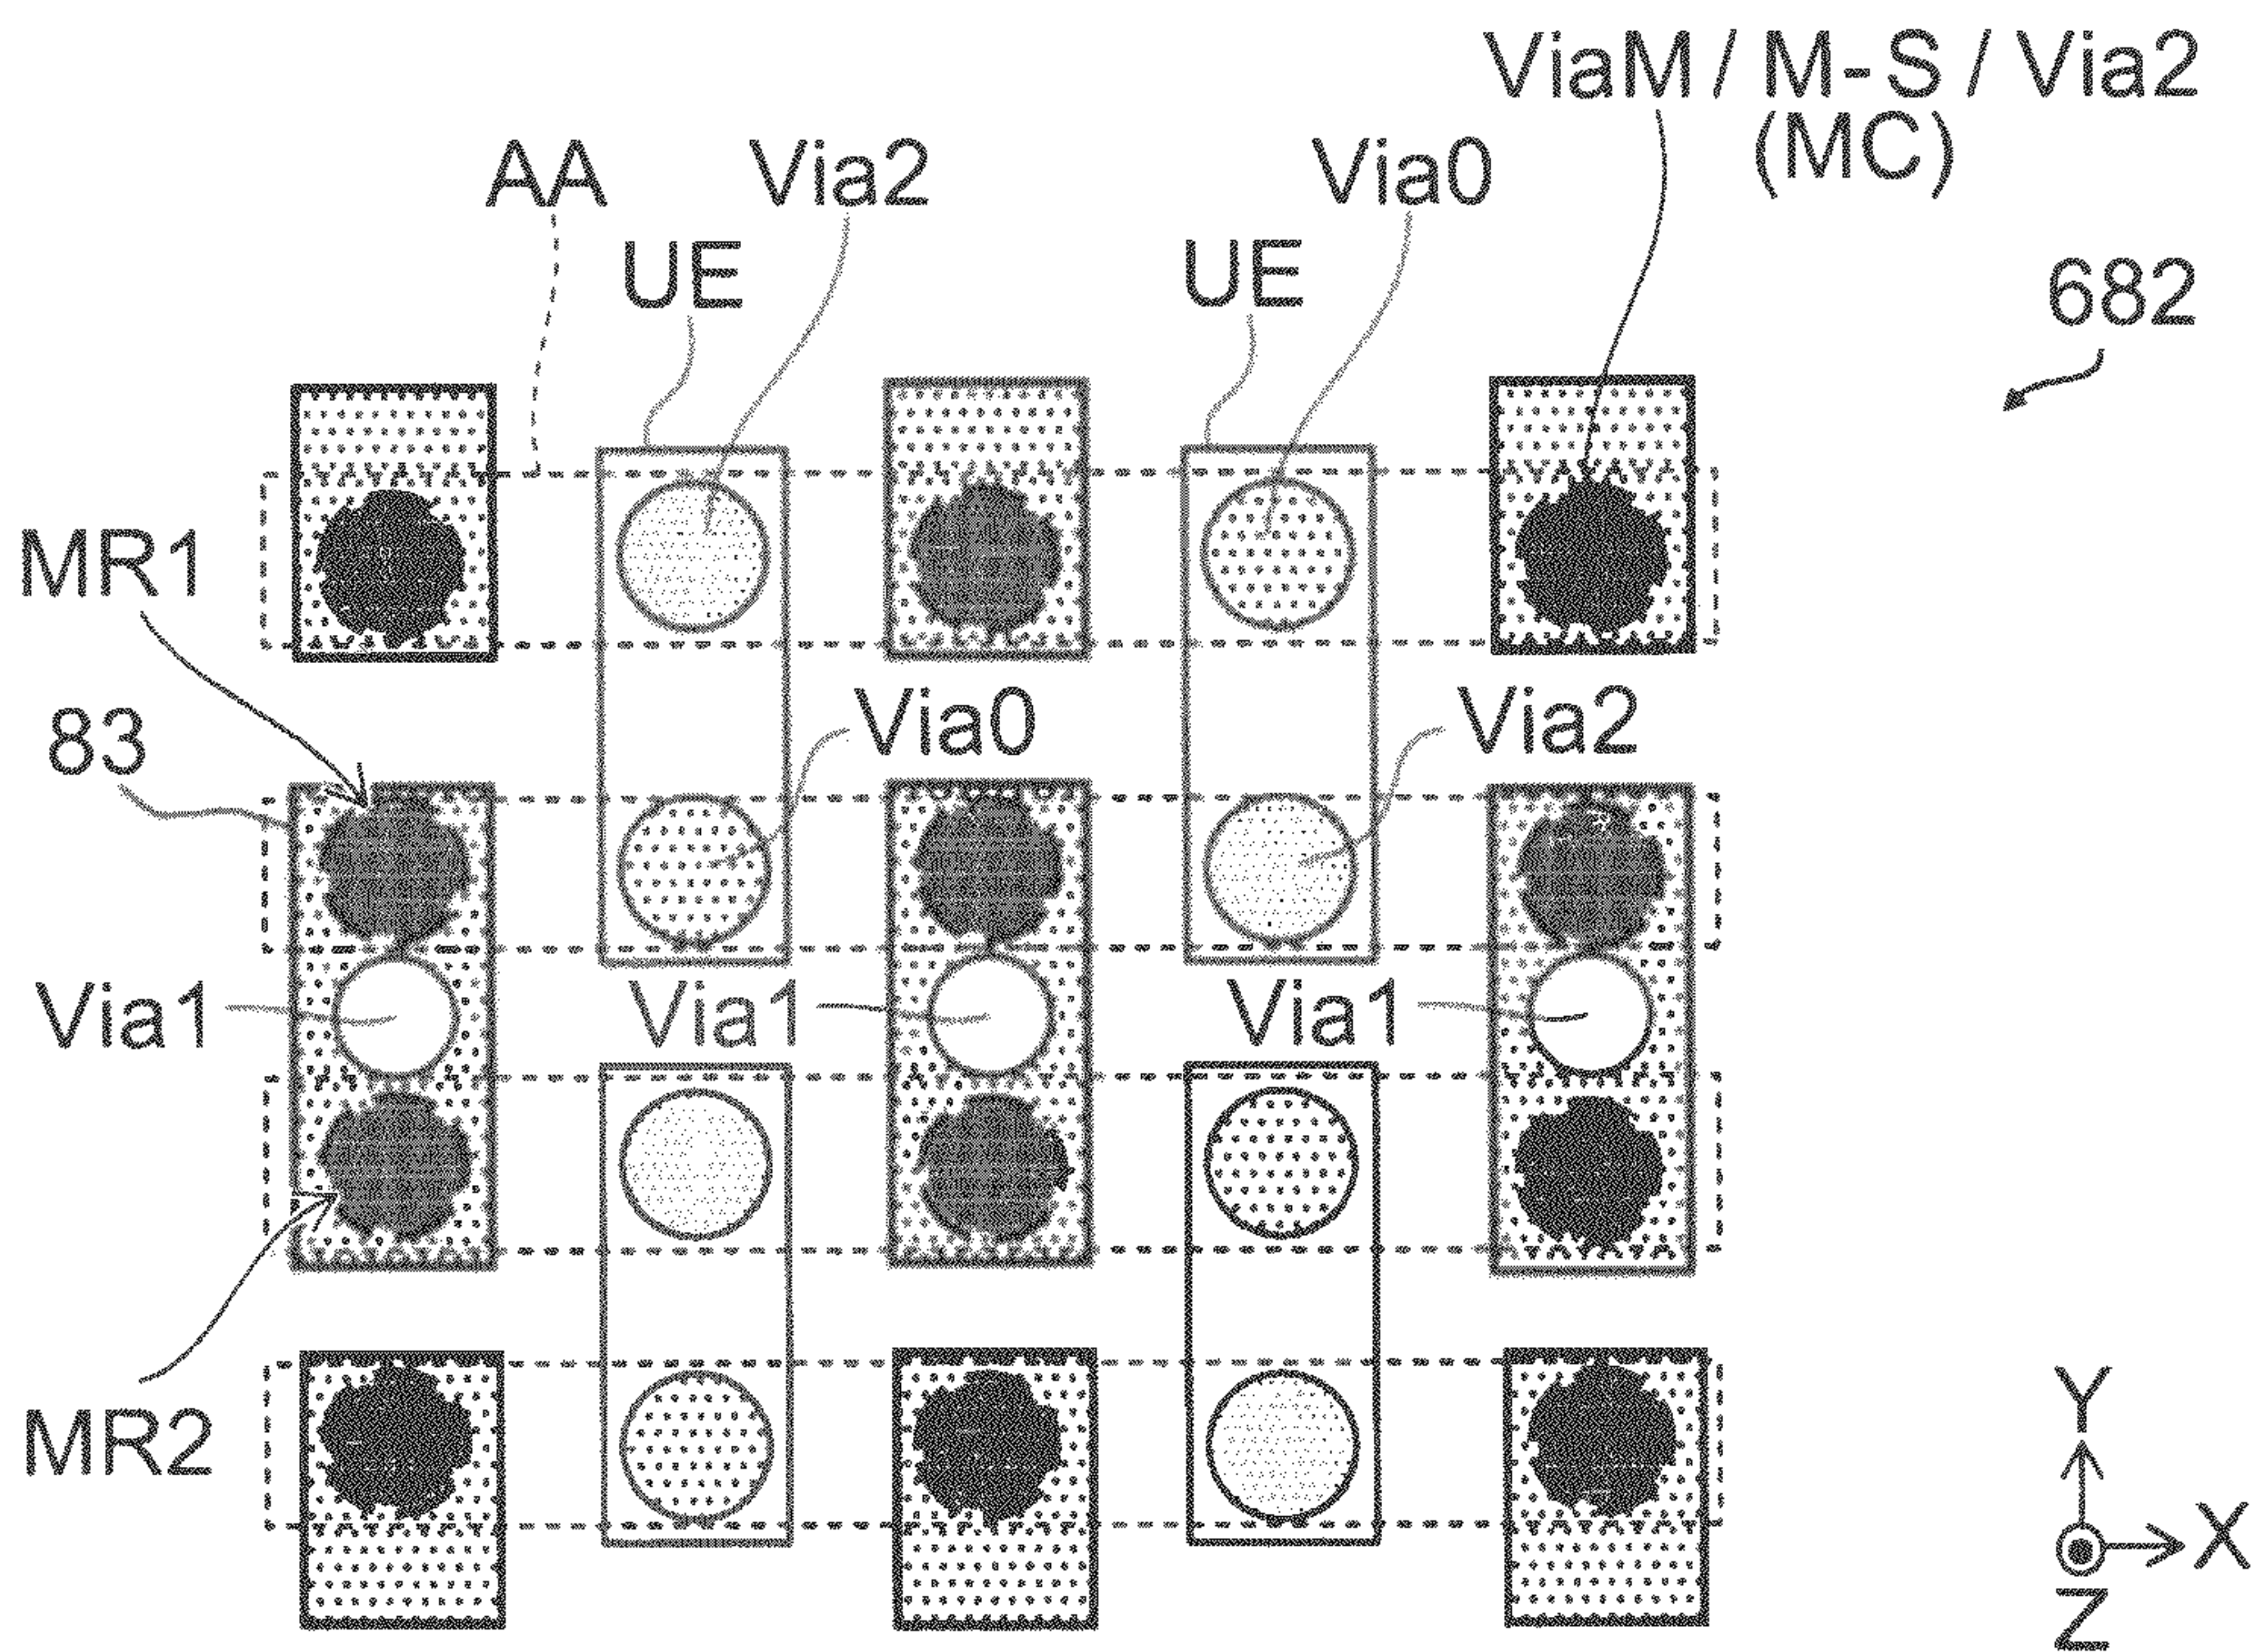 ViaM / M-S / Via2
(MC)
AA
Via2
Via0
UE
UE
682
MR1
83
Via0
Via2
Via1
Via1
Via1
MR2
Y
X
Z